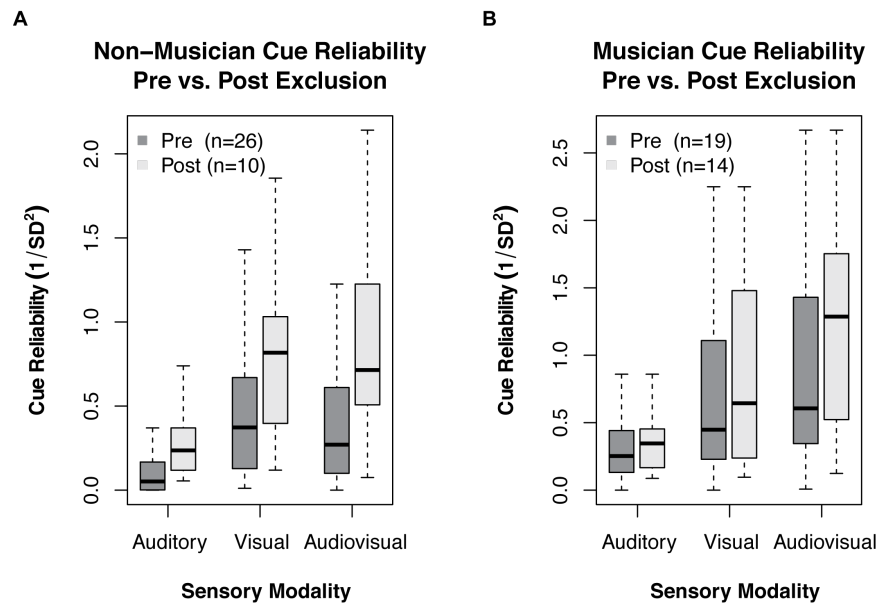 A
Non−Musician Cue Reliability
Pre vs. Post Exclusion
Pre (n=26)
Post (n=10)
Cue Reliability (1/SD²)
0.0
0.5
1.0
1.5
2.0
Auditory
Visual
Audiovisual
Sensory Modality
B
Musician Cue Reliability
Pre vs. Post Exclusion
Pre (n=19)
Post (n=14)
Cue Reliability (1/SD²)
0.0
0.5
1.0
1.5
2.0
2.5
Auditory
Visual
Audiovisual
Sensory Modality